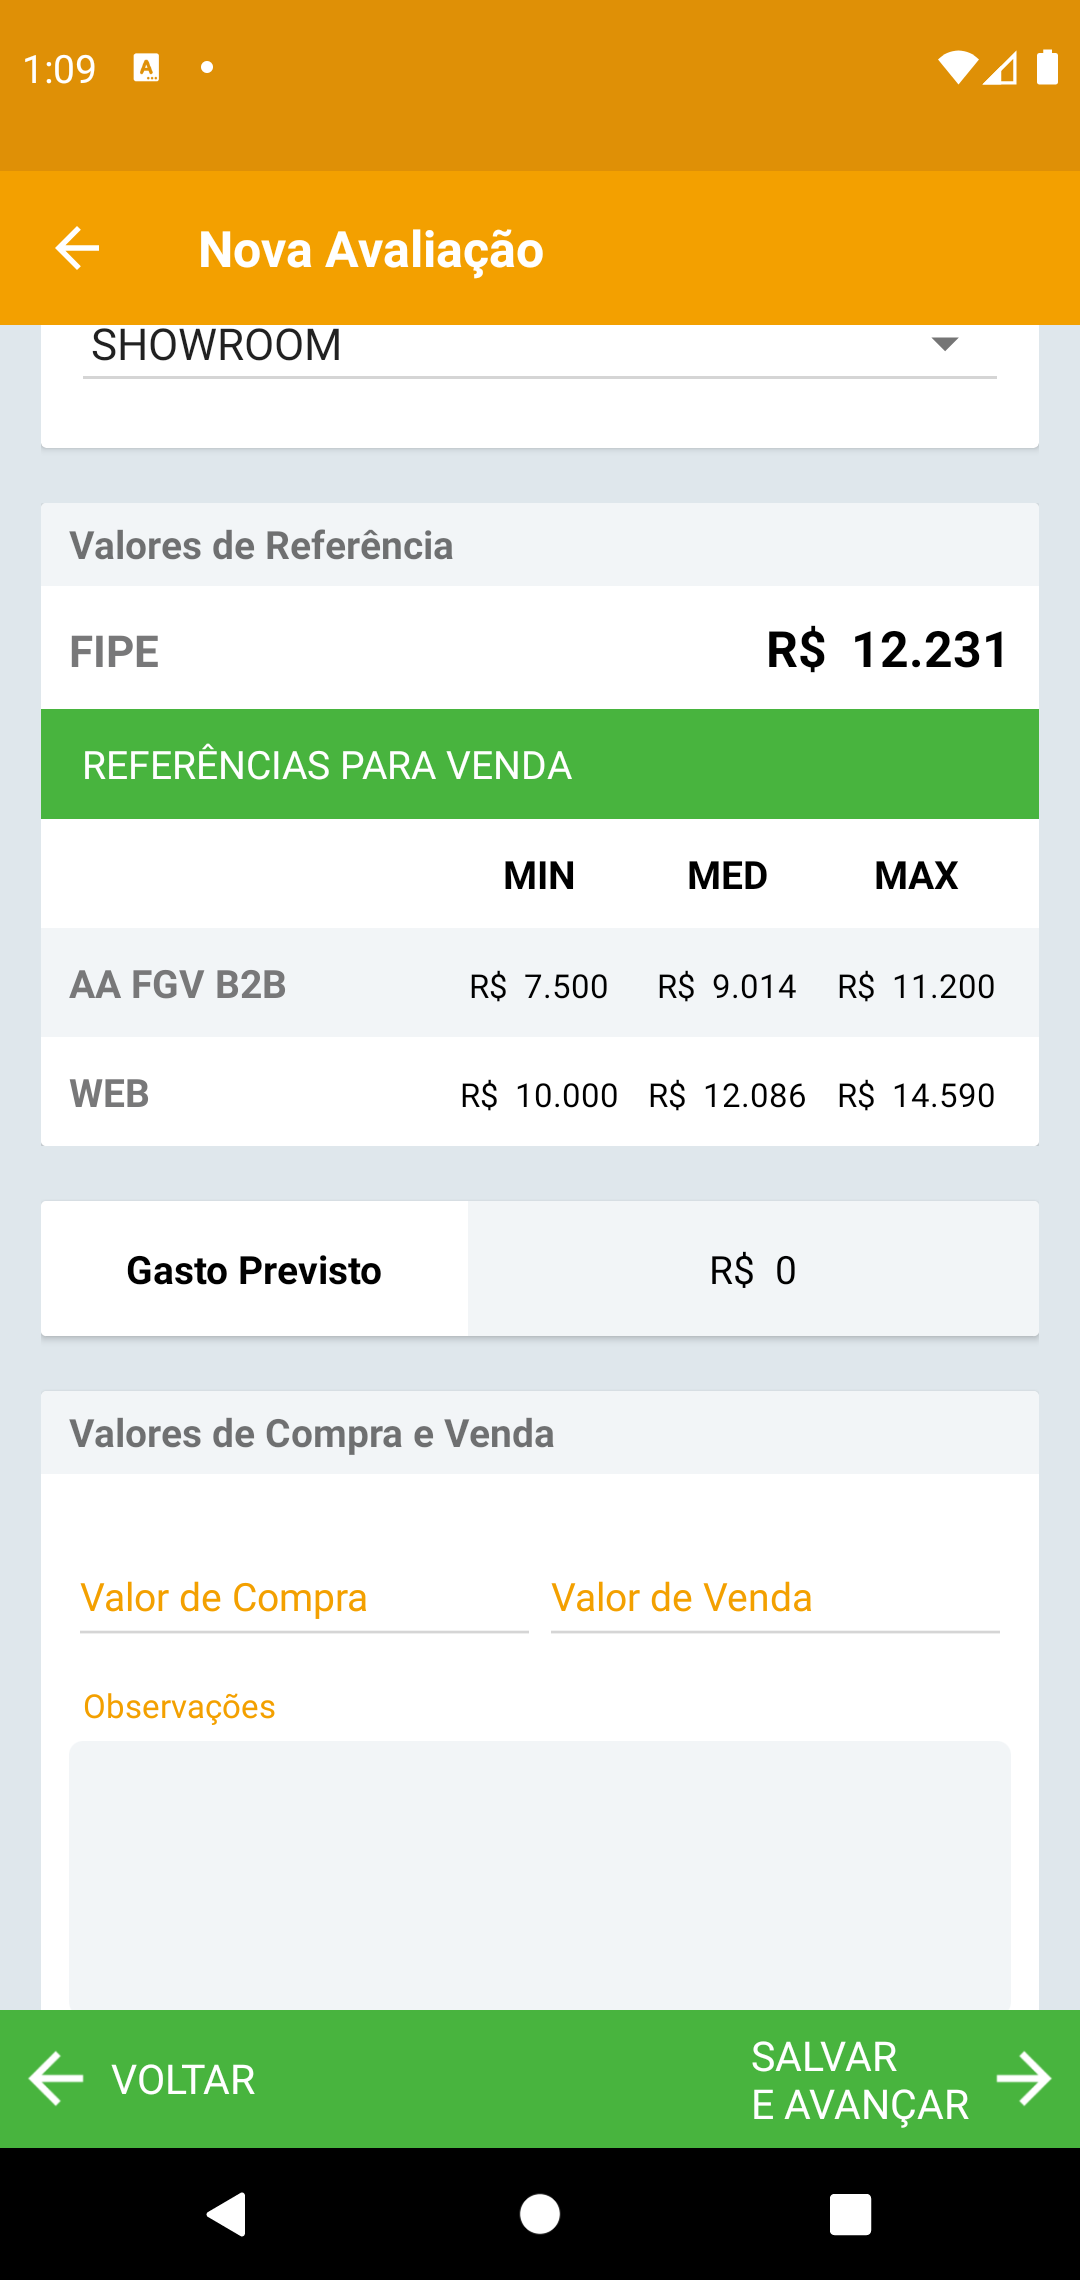 1:09
Nova Avaliação
SHOWROOM
Valores de Referência
FIPE R$ 12.231
REFERÊNCIAS PARA VENDA
MIN MED MAX
AA FGV B2B R$ 7.500 R$ 9.014 R$ 11.200
WEB R$ 10.000 R$ 12.086 R$ 14.590
Gasto Previsto R$ 0
Valores de Compra e Venda
Valor de Compra Valor de Venda
Observações
VOLTAR
SALVAR
E AVANÇAR